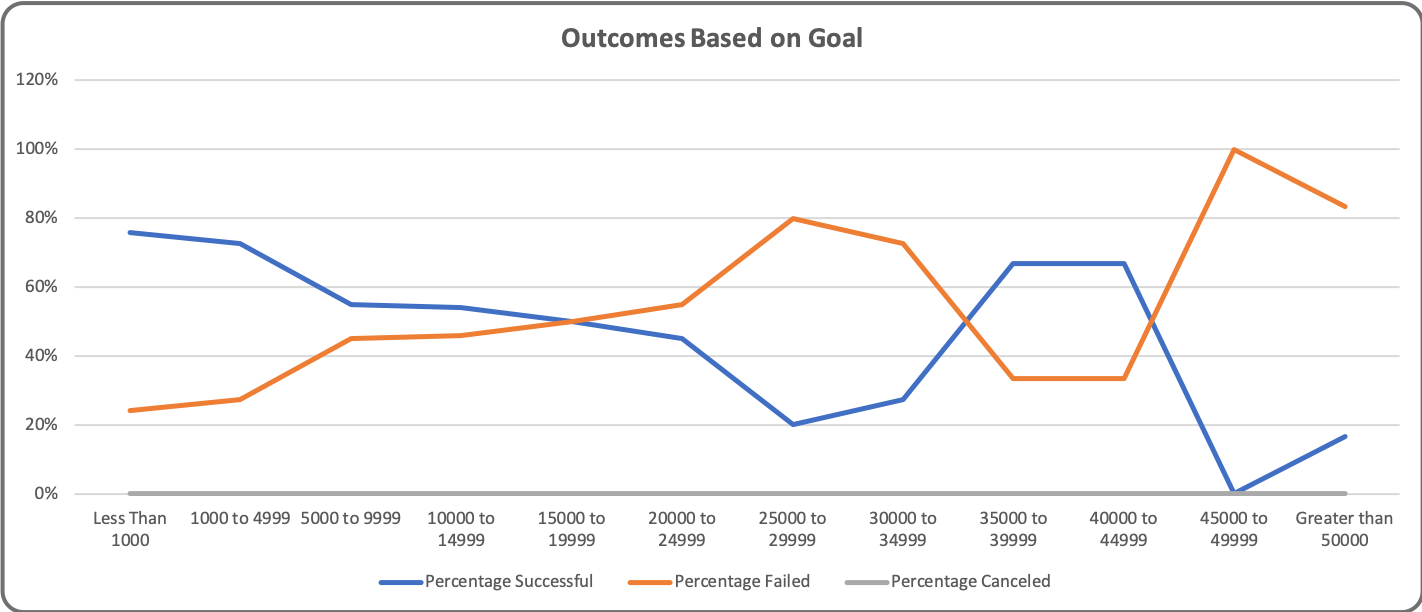 Outcomes Based on Goal
120%
100%
80%
60%
40%
20%
0%
Less Than
1000
1000 to 4999
5000 to 9999
10000 to
14999
15000 to
19999
20000 to
24999
25000 to
29999
30000 to
34999
35000 to
39999
40000 to
44999
45000 to
49999
Greater than
50000
Percentage Successful
Percentage Failed
Percentage Canceled